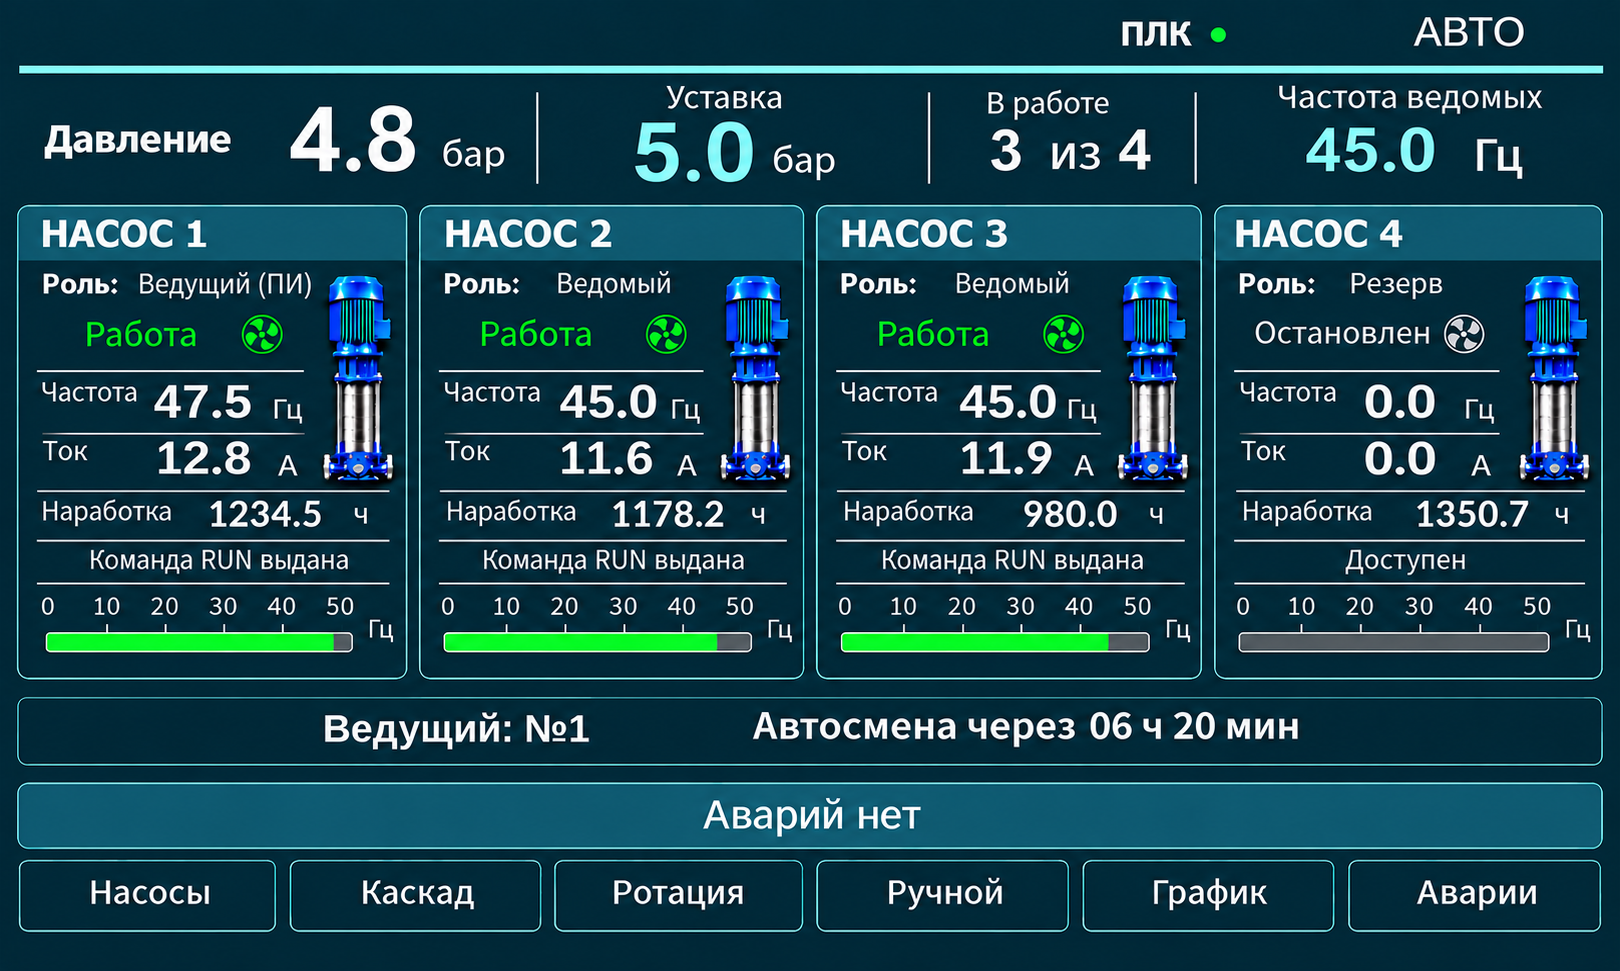 ПЛК АВТО
Давление 4.8 бар
Уставка
5.0 бар
В работе
3 из 4
Частота ведомых
45.0 Гц
НАСОС 1
Роль: Ведущий (ПИ)
Работа
Частота 47.5 Гц
Ток 12.8 А
Наработка 1234.5 ч
Команда RUN выдана
0 10 20 30 40 50
Гц
НАСОС 2
Роль: Ведомый
Работа
Частота 45.0 Гц
Ток 11.6 А
Наработка 1178.2 ч
Команда RUN выдана
0 10 20 30 40 50
Гц
НАСОС 3
Роль: Ведомый
Работа
Частота 45.0 Гц
Ток 11.9 А
Наработка 980.0 ч
Команда RUN выдана
0 10 20 30 40 50
Гц
НАСОС 4
Роль: Резерв
Остановлен
Частота 0.0 Гц
Ток 0.0 А
Наработка 1350.7 ч
Доступен
0 10 20 30 40 50
Гц
Ведущий: №1 Автосмена через 06 ч 20 мин
Аварий нет
Насосы Каскад Ротация Ручной График Аварии